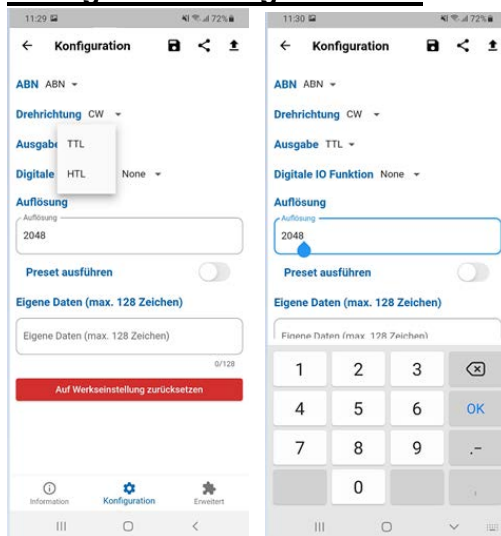 11:29 72%
Konfiguration
ABN ABN
Drehrichtung CW
Ausgabe TTL
Digitale HTL None
Auflösung
Auflösung
2048
Preset ausführen
Eigene Daten (max. 128 Zeichen)
Eigene Daten (max. 128 Zeichen)
0/128
Auf Werkseinstellung zurücksetzen
Information Konfiguration Erweitert
11:30 72%
Konfiguration
ABN ABN
Drehrichtung CW
Ausgabe TTL
Digitale IO Funktion None
Auflösung
Auflösung
2048
Preset ausführen
Eigene Daten (max. 128 Zeichen)
Eigene Daten (max. 128 Zeichen)
1 2 3
4 5 6 OK
7 8 9 .-
0 ,